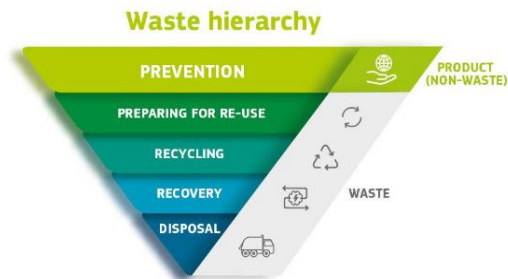 Waste hierarchy
PREVENTION
PRODUCT
(NON-WASTE)
PREPARING FOR RE-USE
RECYCLING
RECOVERY
WASTE
DISPOSAL